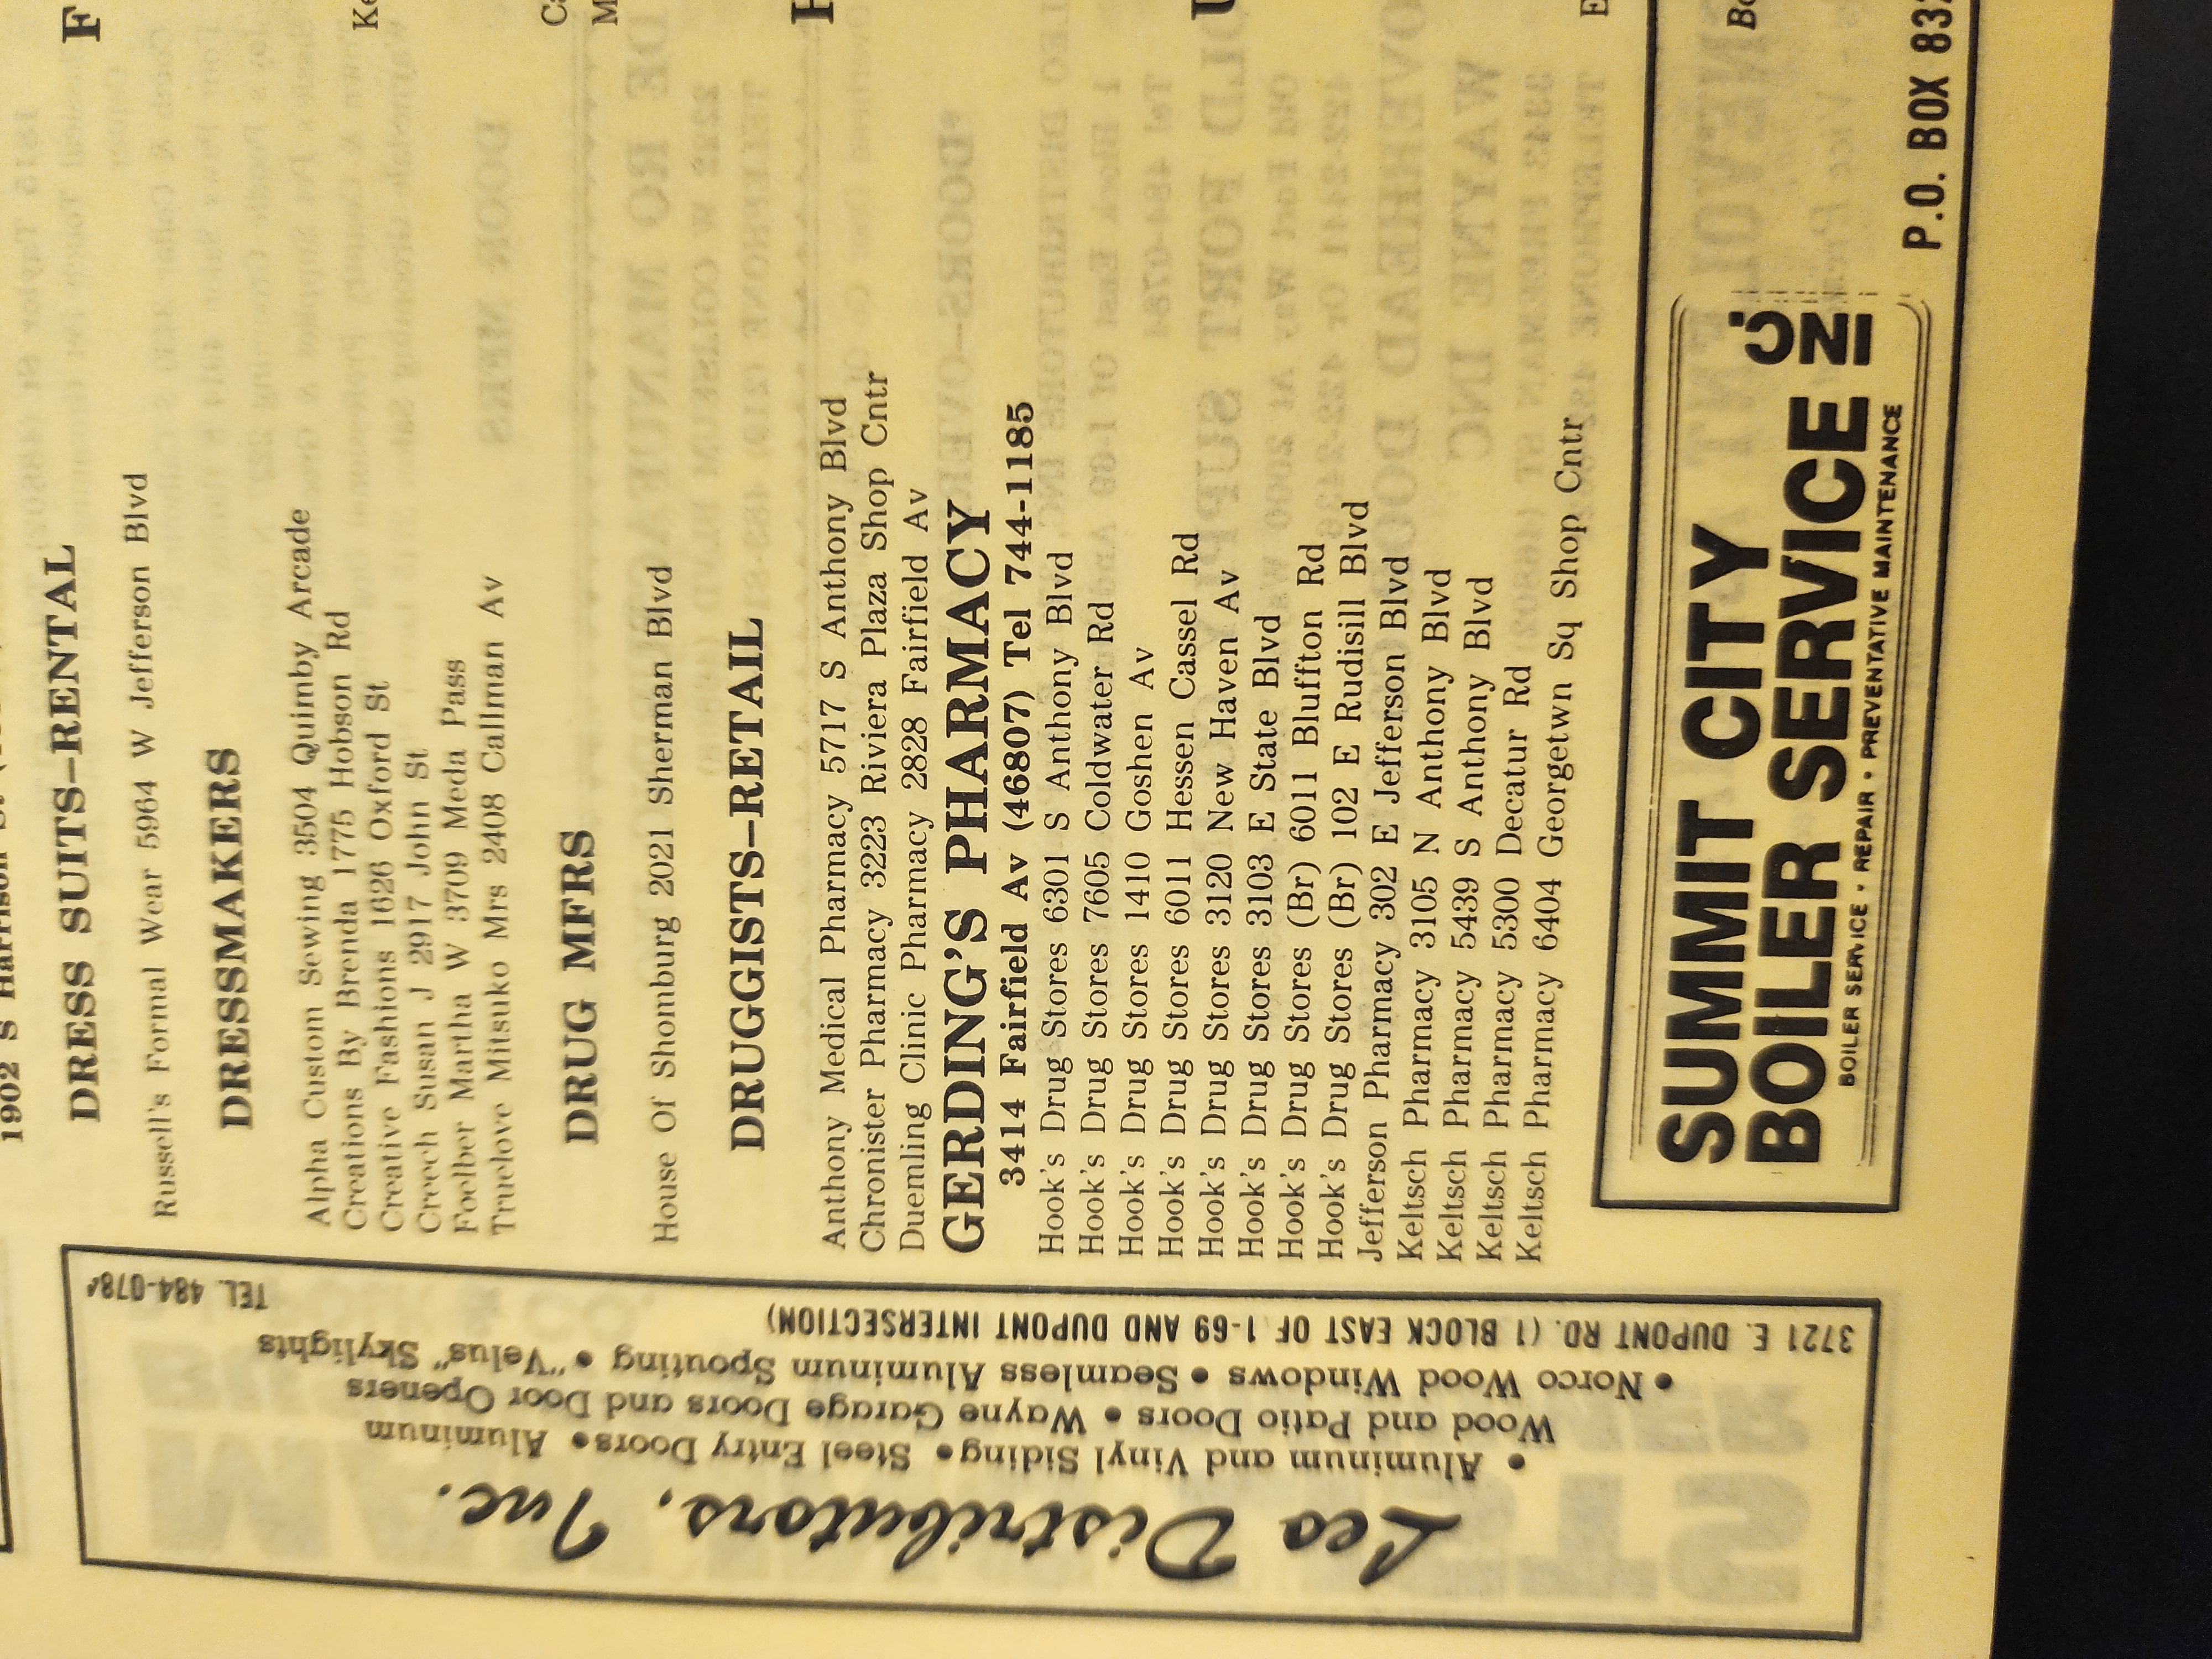 1902 S Harrison St
DRESS SUITS–RENTAL
Russell's Formal Wear 5964 W Jefferson Blvd
DRESSMAKERS
Alpha Custom Sewing 3504 Quimby Arcade
Creations By Brenda 1775 Hobson Rd
Creative Fashions 1626 Oxford St
Creech Susan J 2917 John St
Foelber Martha W 3709 Meda Pass
Truelove Mitsuko Mrs 2408 Callman Av
DRUG MFRS
House Of Shomburg 2021 Sherman Blvd
DRUGGISTS–RETAIL
Anthony Medical Pharmacy 5717 S Anthony Blvd
Chronister Pharmacy 3223 Riviera Plaza Shop Cntr
Duemling Clinic Pharmacy 2828 Fairfield Av
GERDING'S PHARMACY
3414 Fairfield Av (46807) Tel 744-1185
Hook's Drug Stores 6301 S Anthony Blvd
Hook's Drug Stores 7605 Coldwater Rd
Hook's Drug Stores 1410 Goshen Av
Hook's Drug Stores 6011 Hessen Cassel Rd
Hook's Drug Stores 3120 New Haven Av
Hook's Drug Stores 3103 E State Blvd
Hook's Drug Stores (Br) 6011 Bluffton Rd
Hook's Drug Stores (Br) 102 E Rudisill Blvd
Jefferson Pharmacy 302 E Jefferson Blvd
Keltsch Pharmacy 3105 N Anthony Blvd
Keltsch Pharmacy 5439 S Anthony Blvd
Keltsch Pharmacy 5300 Decatur Rd
Keltsch Pharmacy 6404 Georgetwn Sq Shop Cntr
SUMMIT CITY
BOILER SERVICE INC.
BOILER SERVICE • REPAIR • PREVENTATIVE MAINTENANCE
P.O. BOX 83
Leo Distributors, Inc.
• Aluminum and Vinyl Siding • Steel Entry Doors • Aluminum
Wood and Patio Doors • Wayne Garage Doors and Door Openers
• Norco Wood Windows • Seamless Aluminum Spouting • "Velus" Skylights
3721 E. DUPONT RD. (1 BLOCK EAST OF 1-69 AND DUPONT INTERSECTION)
TEL. 484-078